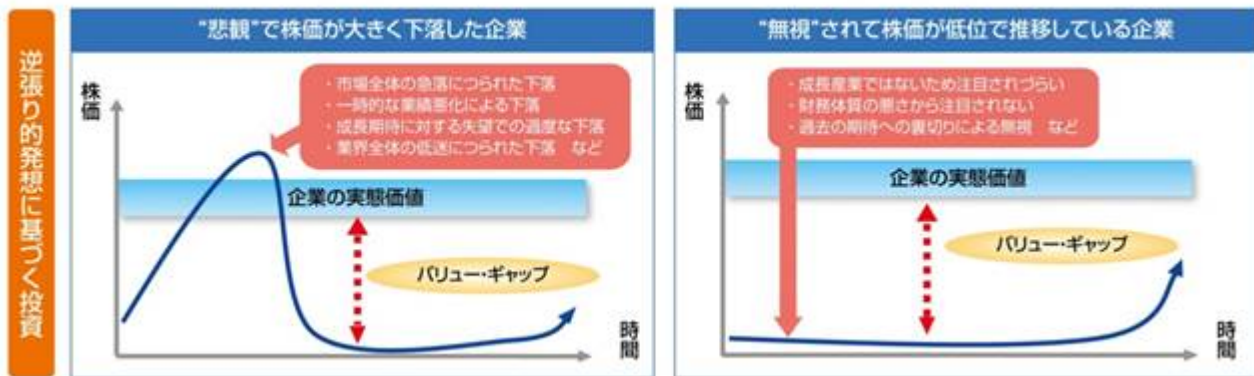 逆張り的発想に基づく投資
“悲観”で株価が大きく下落した企業
株価
・市場全体の急落につられた下落
・一時的な業績悪化による下落
・成長期待に対する失望での過度な下落
・業界全体の低迷につられた下落 など
企業の実態価値
バリュー・ギャップ
時間
“無視”されて株価が低位で推移している企業
株価
・成長産業ではないため注目されづらい
・財務体質の悪さから注目されない
・過去の期待への裏切りによる無視 など
企業の実態価値
バリュー・ギャップ
時間